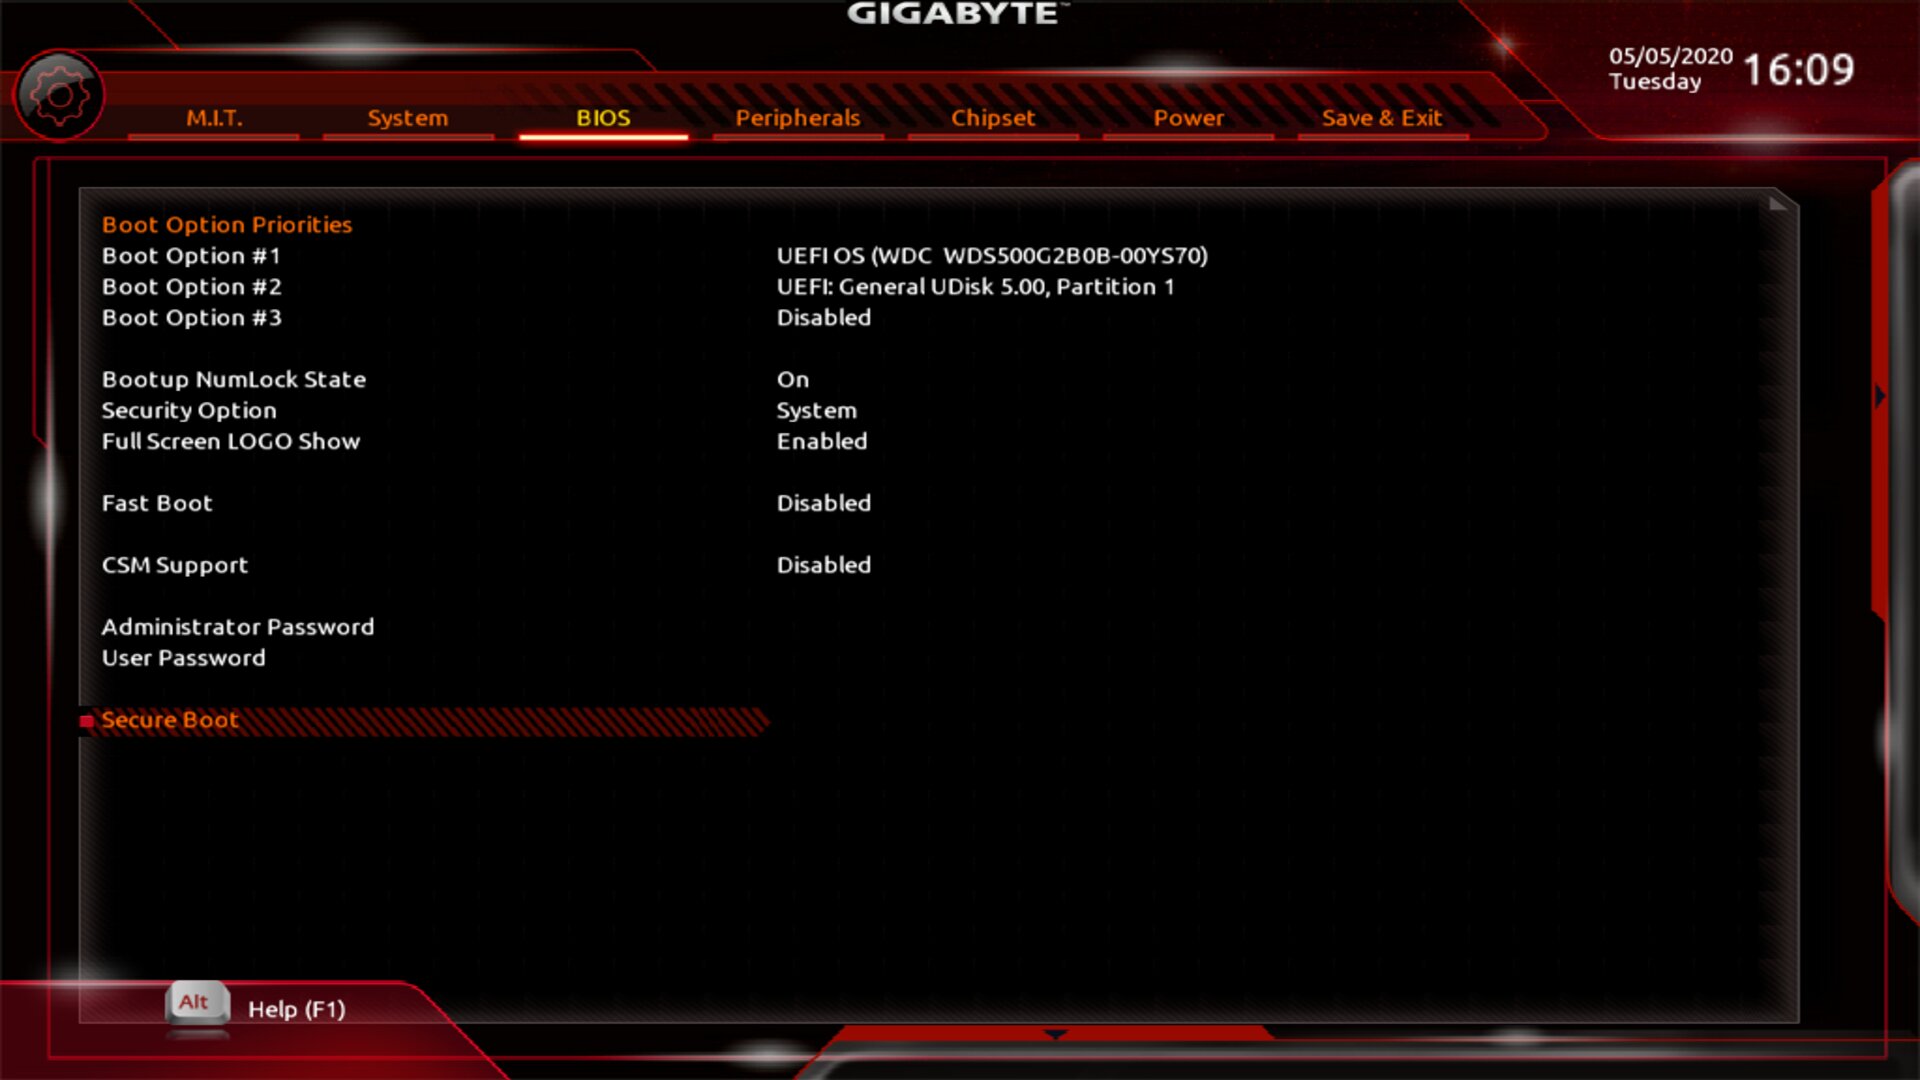 GIGABYTE™
05/05/2020
Tuesday
16:09
M.I.T. System BIOS Peripherals Chipset Power Save & Exit
Boot Option Priorities
Boot Option #1 UEFI OS (WDC  WDS500G2B0B-00YS70)
Boot Option #2 UEFI: General UDisk 5.00, Partition 1
Boot Option #3 Disabled
Bootup NumLock State On
Security Option System
Full Screen LOGO Show Enabled
Fast Boot Disabled
CSM Support Disabled
Administrator Password
User Password
Secure Boot
Alt Help (F1)